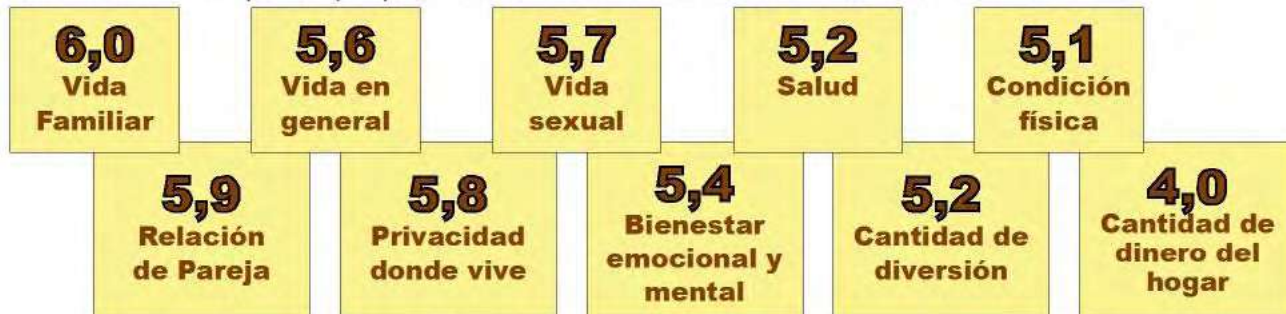 6,0
Vida
Familiar
5,6
Vida en
general
5,7
Vida
sexual
5,2
Salud
5,1
Condición
física
5,9
Relación
de Pareja
5,8
Privacidad
donde vive
5,4
Bienestar
emocional y
mental
5,2
Cantidad de
diversión
4,0
Cantidad de
dinero del
hogar